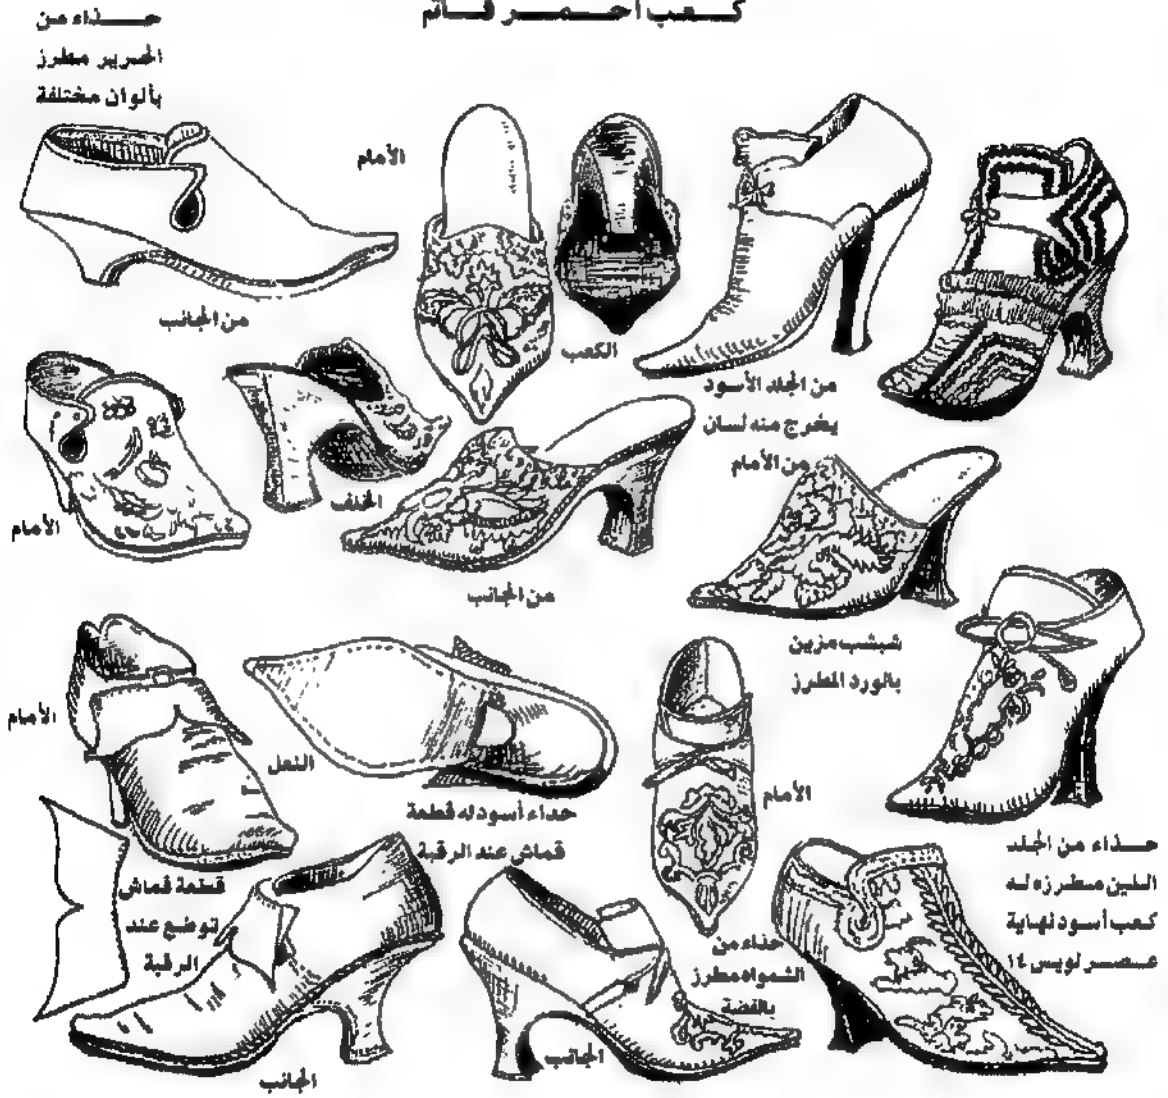 كعب أحمر قاتم
حذاء من
الحرير مطرز
بألوان مختلفة
الأمام
من الجانب
الكعب
من الجلد الأسود
يخرج منه لسان
من الأمام
الخلف
الأمام
من الجانب
شبشب مزين
بالورد المطرز
الأمام
النعل
حذاء أسود له قطعة
قماش عند الرقبة
الأمام
حذاء من الجلد
اللين مطرز وله
كعب أسود نهاية
عصر لويس ١٤
قطعة قماش
توضع عند
الرقبة
حذاء من
الشمواه مطرز
بالفضة
الجانب
الجانب